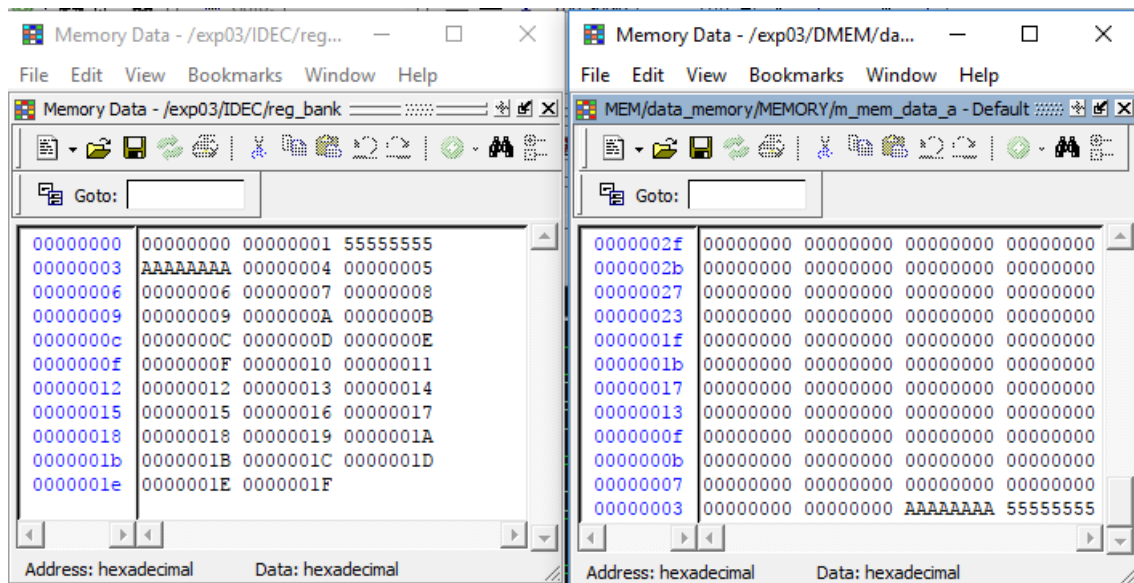 Memory Data - /exp03/IDEC/reg...
File Edit View Bookmarks Window Help
Memory Data - /exp03/IDEC/reg_bank
Goto:
00000000 00000000 00000001 55555555
00000003 AAAAAAAA 00000004 00000005
00000006 00000006 00000007 00000008
00000009 00000009 0000000A 0000000B
0000000c 0000000C 0000000D 0000000E
0000000f 0000000F 00000010 00000011
00000012 00000012 00000013 00000014
00000015 00000015 00000016 00000017
00000018 00000018 00000019 0000001A
0000001b 0000001B 0000001C 0000001D
0000001e 0000001E 0000001F
Address: hexadecimal Data: hexadecimal
Memory Data - /exp03/DMEM/da...
File Edit View Bookmarks Window Help
MEM/data_memory/MEMORY/m_mem_data_a - Default
Goto:
0000002f 00000000 00000000 00000000 00000000
0000002b 00000000 00000000 00000000 00000000
00000027 00000000 00000000 00000000 00000000
00000023 00000000 00000000 00000000 00000000
0000001f 00000000 00000000 00000000 00000000
0000001b 00000000 00000000 00000000 00000000
00000017 00000000 00000000 00000000 00000000
00000013 00000000 00000000 00000000 00000000
0000000f 00000000 00000000 00000000 00000000
0000000b 00000000 00000000 00000000 00000000
00000007 00000000 00000000 00000000 00000000
00000003 00000000 00000000 AAAAAAAA 55555555
Address: hexadecimal Data: hexadecimal